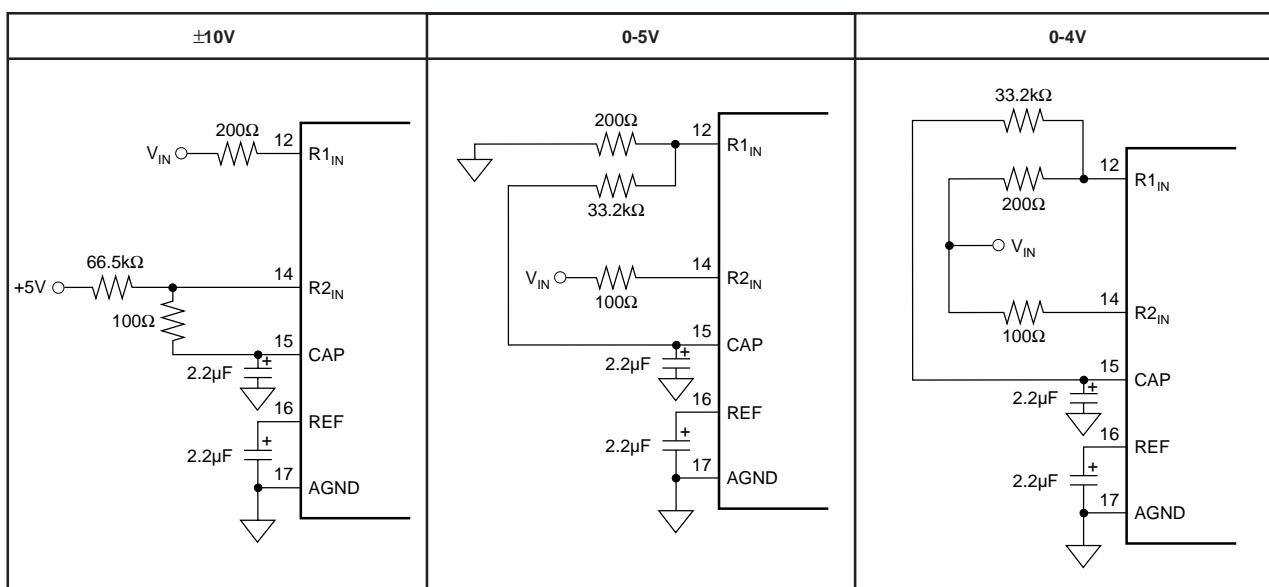 ±10V
200Ω
12
V_IN
R1_IN
66.5kΩ
14
+5V
R2_IN
100Ω
15
CAP
2.2µF
+
16
REF
2.2µF
+
17
AGND
0-5V
200Ω
12
R1_IN
33.2kΩ
14
V_IN
R2_IN
100Ω
15
CAP
2.2µF
+
16
REF
2.2µF
+
17
AGND
0-4V
33.2kΩ
12
R1_IN
200Ω
V_IN
14
R2_IN
100Ω
15
CAP
2.2µF
+
16
REF
2.2µF
+
17
AGND